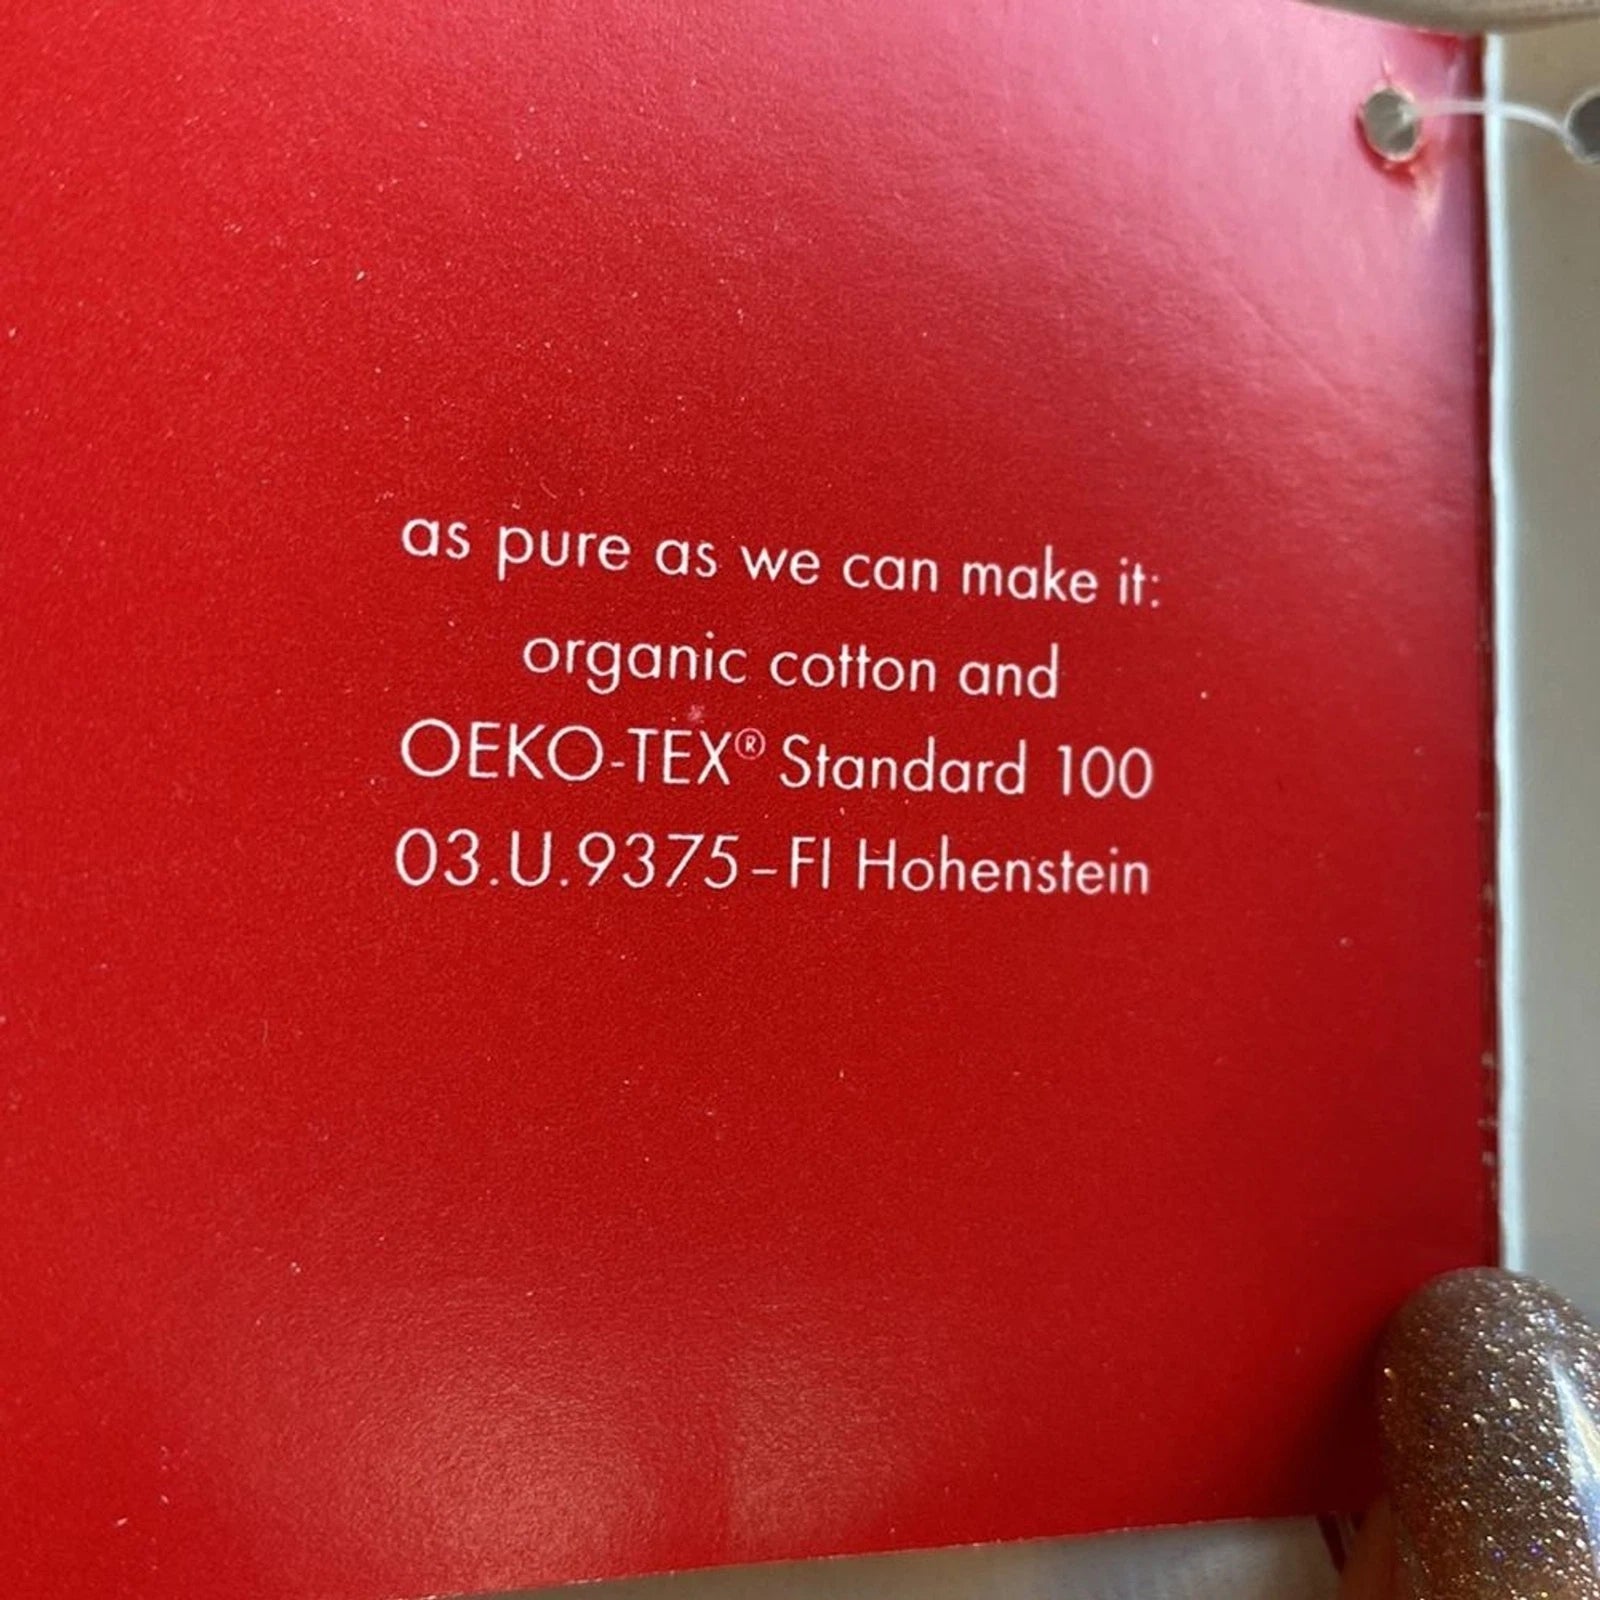 as pure as we can make it:
organic cotton and
OEKO-TEX® Standard 100
03.U.9375-FI Hohenstein